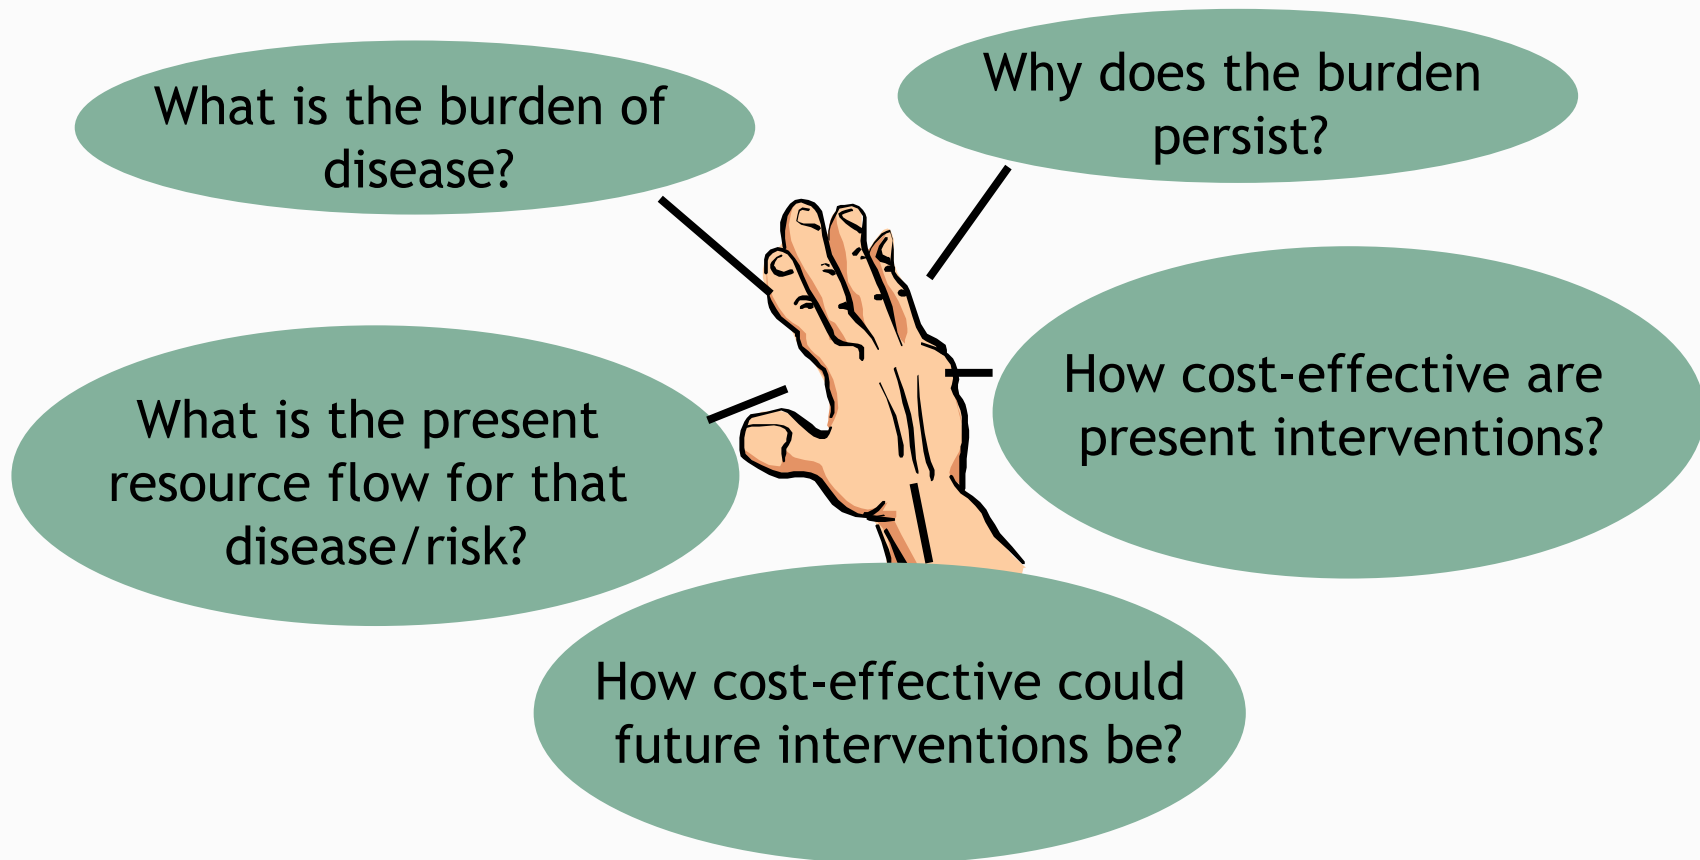 What is the burden of
disease?
Why does the burden
persist?
What is the present
resource flow for that
disease/risk?
How cost-effective are
present interventions?
How cost-effective could
future interventions be?